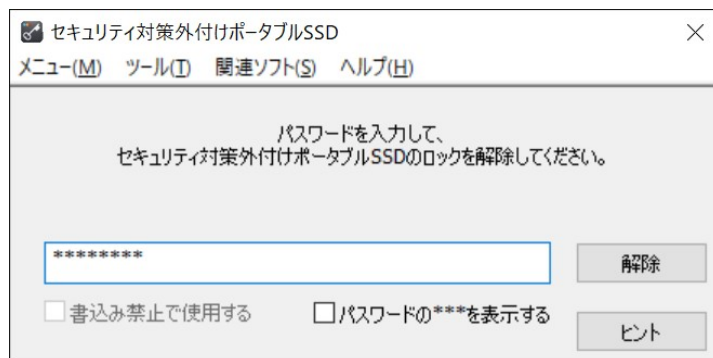 セキュリティ対策外付けポータブルSSD
メニュー(M) ツール(T) 関連ソフト(S) ヘルプ(H)
パスワードを入力して、
セキュリティ対策外付けポータブルSSDのロックを解除してください。
******** 解除
書込み禁止で使用する パスワードの***を表示する
ヒント